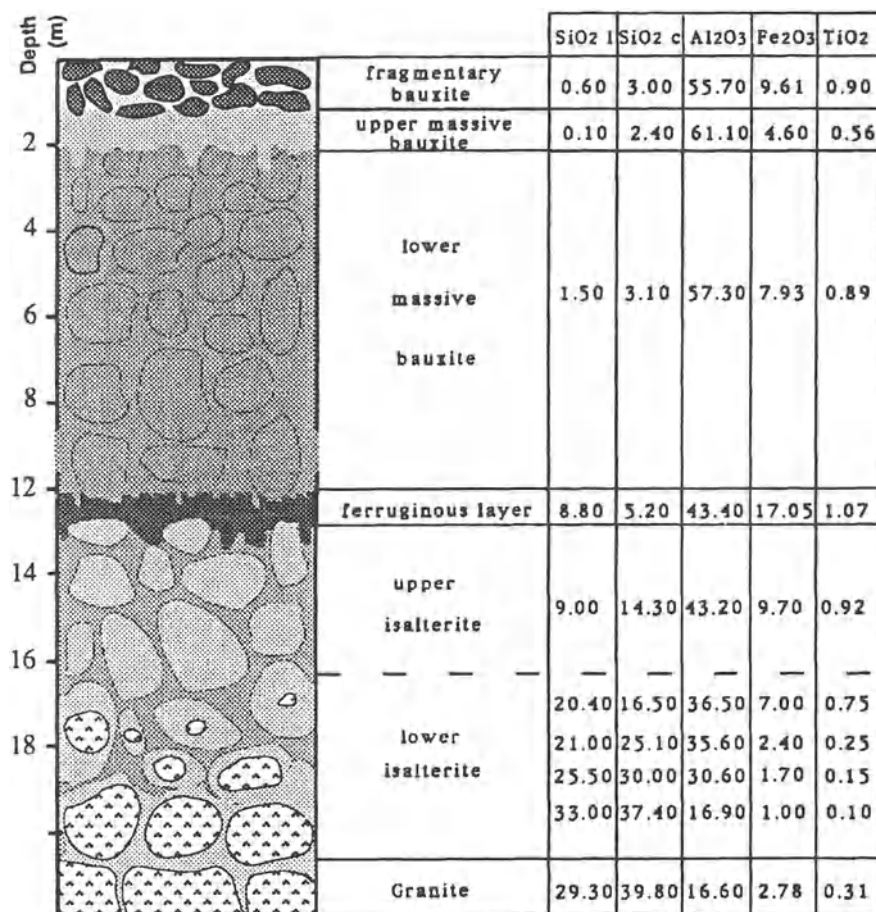 Depth (m)
SiO2 l SiO2 c Al2O3 Fe2O3 TiO2
fragmentary
bauxite 0.60 3.00 55.70 9.61 0.90
upper massive
bauxite 0.10 2.40 61.10 4.60 0.56
2
4
lower
6
massive 1.50 3.10 57.30 7.93 0.89
bauxite
8
12
ferruginous layer 8.80 5.20 43.40 17.05 1.07
14
upper
isalterite 9.00 14.30 43.20 9.70 0.92
16
20.40 16.50 36.50 7.00 0.75
18
lower 21.00 25.10 35.60 2.40 0.25
isalterite 25.50 30.00 30.60 1.70 0.15
33.00 37.40 16.90 1.00 0.10
Granite 29.30 39.80 16.60 2.78 0.31